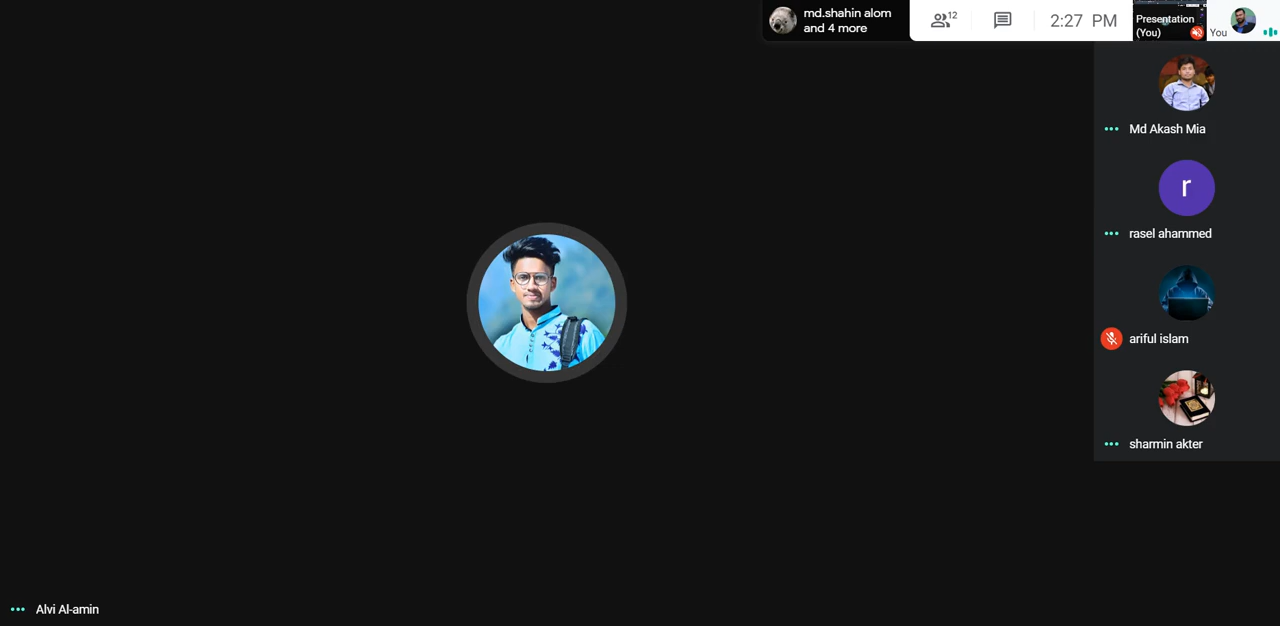 md.shahin alom
and 4 more
12
2:27 PM
Presentation
(You)
You
Md Akash Mia
r
rasel ahammed
ariful islam
sharmin akter
Alvi Al-amin